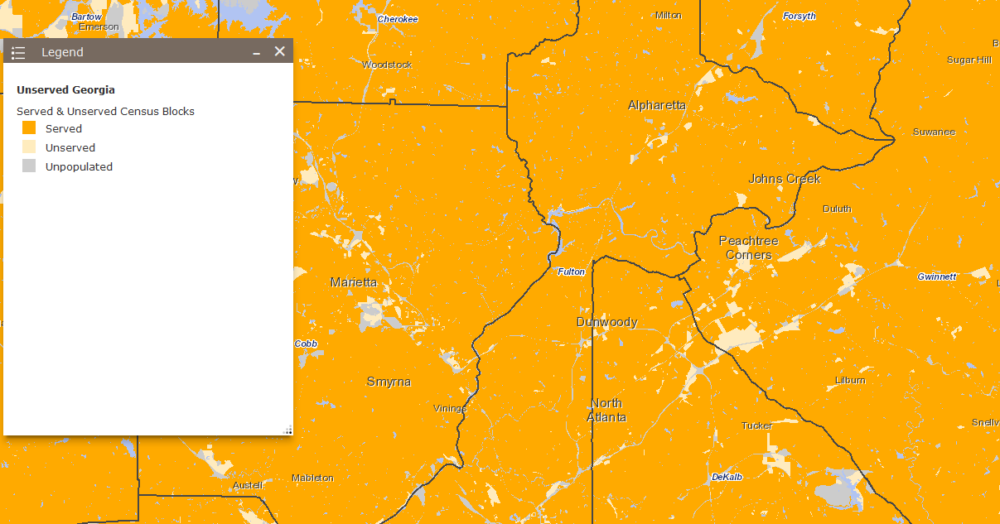 Bartow
Emerson
Cherokee
Milton
Forsyth
Woodstock
Sugar Hill
Legend
Unserved Georgia
Served & Unserved Census Blocks
Served
Unserved
Unpopulated
Alpharetta
Suwanee
Johns Creek
Duluth
Peachtree
Corners
Fulton
Gwinnett
Marietta
Dunwoody
Cobb
Smyrna
Lilburn
Vinings
North
Atlanta
Tucker
Snellv
Mableton
DeKalb
Austell